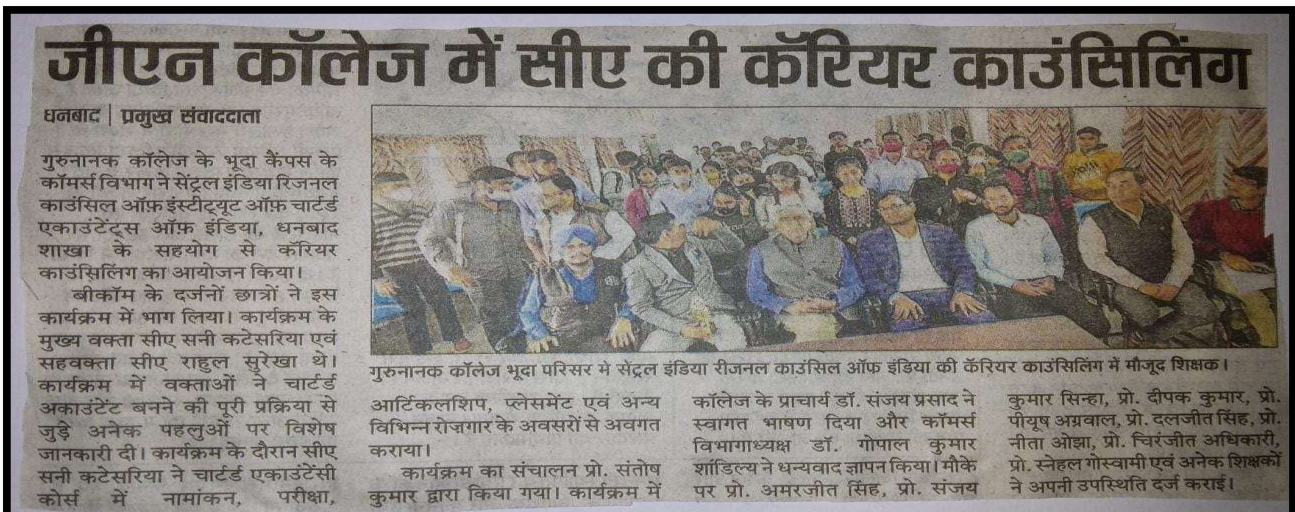 जीएन कॉलेज में सीए की कॅरियर काउंसिलिंग
धनबाद | प्रमुख संवाददाता
गुरुनानक कॉलेज के भूदा कैंपस के
कॉमर्स विभाग ने सेंट्रल इंडिया रिजनल
काउंसिल ऑफ़ इंस्टीट्यूट ऑफ़ चार्टर्ड
एकाउंटेंट्स ऑफ़ इंडिया, धनबाद
शाखा के सहयोग से कॅरियर
काउंसिलिंग का आयोजन किया।
बीकॉम के दर्जनों छात्रों ने इस
कार्यक्रम में भाग लिया। कार्यक्रम के
मुख्य वक्ता सीए सनी कटेसरिया एवं
सहवक्ता सीए राहुल सुरेखा थे।
कार्यक्रम में वक्ताओं ने चार्टर्ड
अकाउंटेंट बनने की पूरी प्रक्रिया से
जुड़े अनेक पहलुओं पर विशेष
जानकारी दी। कार्यक्रम के दौरान सीए
सनी कटेसरिया ने चार्टर्ड एकाउंटेंसी
कोर्स में नामांकन, परीक्षा,
गुरुनानक कॉलेज भूदा परिसर मे सेंट्रल इंडिया रीजनल काउंसिल ऑफ इंडिया की कॅरियर काउंसिलिंग में मौजूद शिक्षक।
आर्टिकलशिप, प्लेसमेंट एवं अन्य
विभिन्न रोज़गार के अवसरों से अवगत
कराया।
कार्यक्रम का संचालन प्रो. संतोष
कुमार द्वारा किया गया। कार्यक्रम में
कॉलेज के प्राचार्य डॉ. संजय प्रसाद ने
स्वागत भाषण दिया और कॉमर्स
विभागाध्यक्ष डॉ. गोपाल कुमार
शांडिल्य ने धन्यवाद ज्ञापन किया। मौके
पर प्रो. अमरजीत सिंह, प्रो. संजय
कुमार सिन्हा, प्रो. दीपक कुमार, प्रो.
पीयूष अग्रवाल, प्रो. दलजीत सिंह, प्रो.
नीता ओझा, प्रो. चिरंजीत अधिकारी,
प्रो. स्नेहल गोस्वामी एवं अनेक शिक्षकों
ने अपनी उपस्थिति दर्ज कराई।